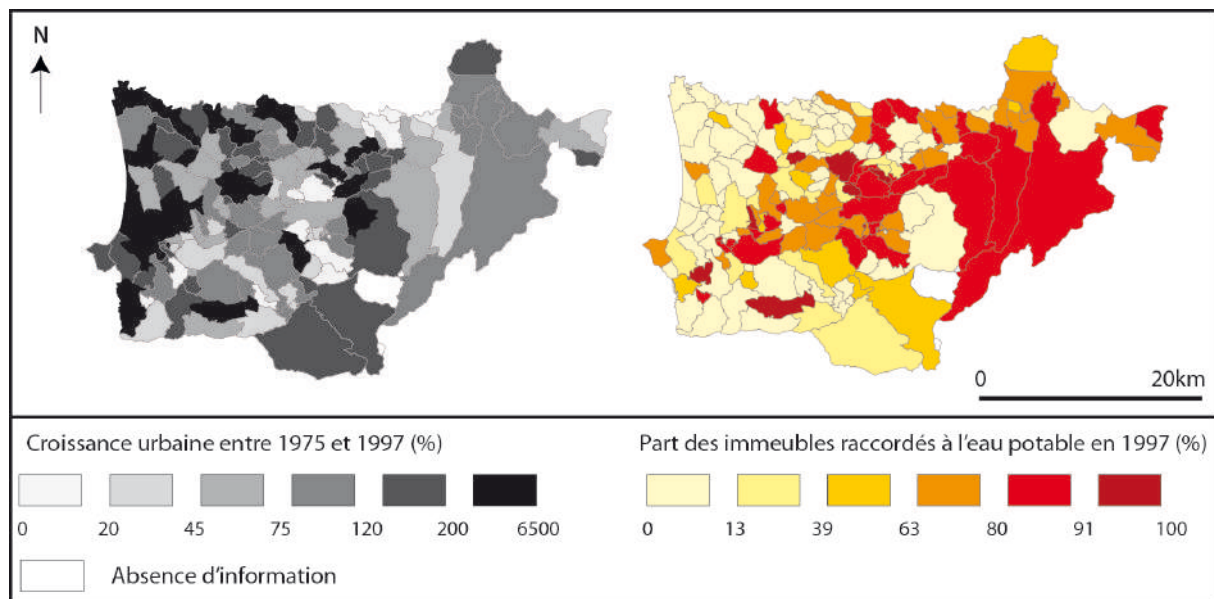 N
0 20km
Croissance urbaine entre 1975 et 1997 (%)
0 20 45 75 120 200 6500
Absence d'information
Part des immeubles raccordés à l'eau potable en 1997 (%)
0 13 39 63 80 91 100